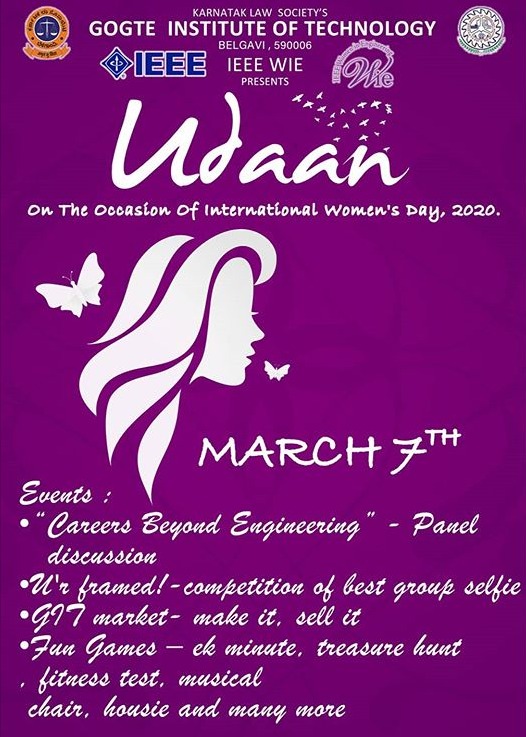 KARNATAK LAW SOCIETY'S
GOGTE INSTITUTE OF TECHNOLOGY
BELGAVI , 590006
IEEE IEEE WIE
PRESENTS
Wie
Udaan
On The Occasion Of International Women's Day, 2020.
MARCH 7TH
Events :
•"Careers Beyond Engineering" - Panel
discussion
•U'r framed!-competition of best group selfie
•GIT market- make it, sell it
•Fun Games – ek minute, treasure hunt
, fitness test, musical
chair, housie and many more